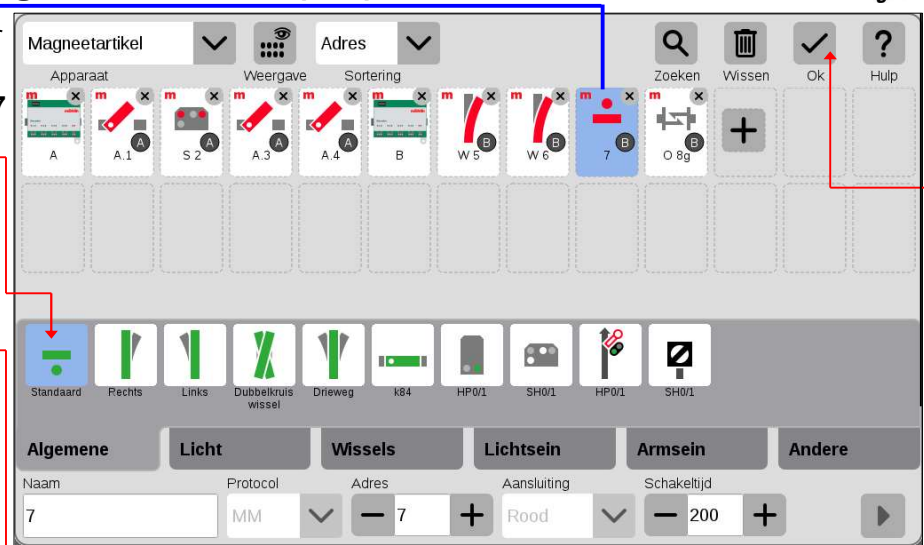 Magneetartikel Adres
Apparaat Weergave Sortering Zoeken Wissen Ok Hulp
m m m m m m m m m m
A A A A B B B B
A A.1 S 2 A.3 A.4 B W 5 W 6 7 O 8g
Standaard Rechts Links Dubbelkruis Drieweg k84 HP0/1 SH0/1 HP0/1 SH0/1
wissel
Algemene Licht Wissels Lichtsein Armsein Andere
Naam Protocol Adres Aansluiting Schakeltijd
7 MM 7 Rood 200